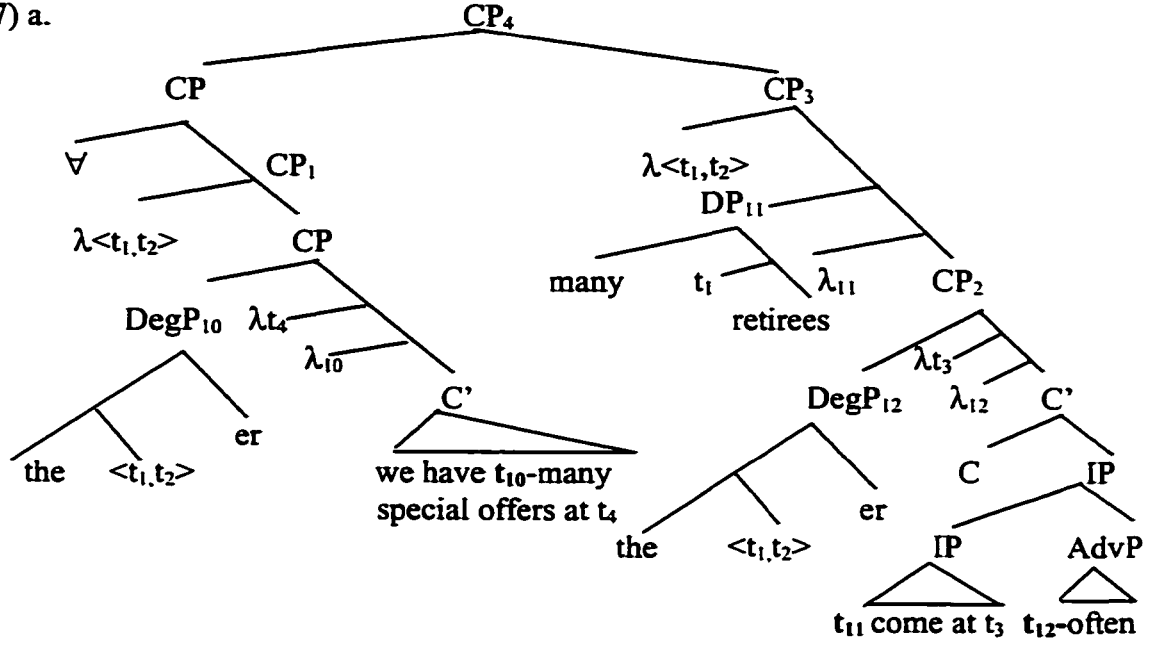 7) a.
CP₄
CP CP₃
∀ CP₁ λ<t₁,t₂>
DP₁₁
λ<t₁,t₂> CP many t₁ λ₁₁ CP₂
DegP₁₀ λt₄ retirees
λ₁₀ λt₃
C' DegP₁₂ λ₁₂ C'
er
the <t₁,t₂> we have t₁₀-many C IP
special offers at t₄ er
the <t₁,t₂> IP AdvP
t₁₁ come at t₃ t₁₂-often